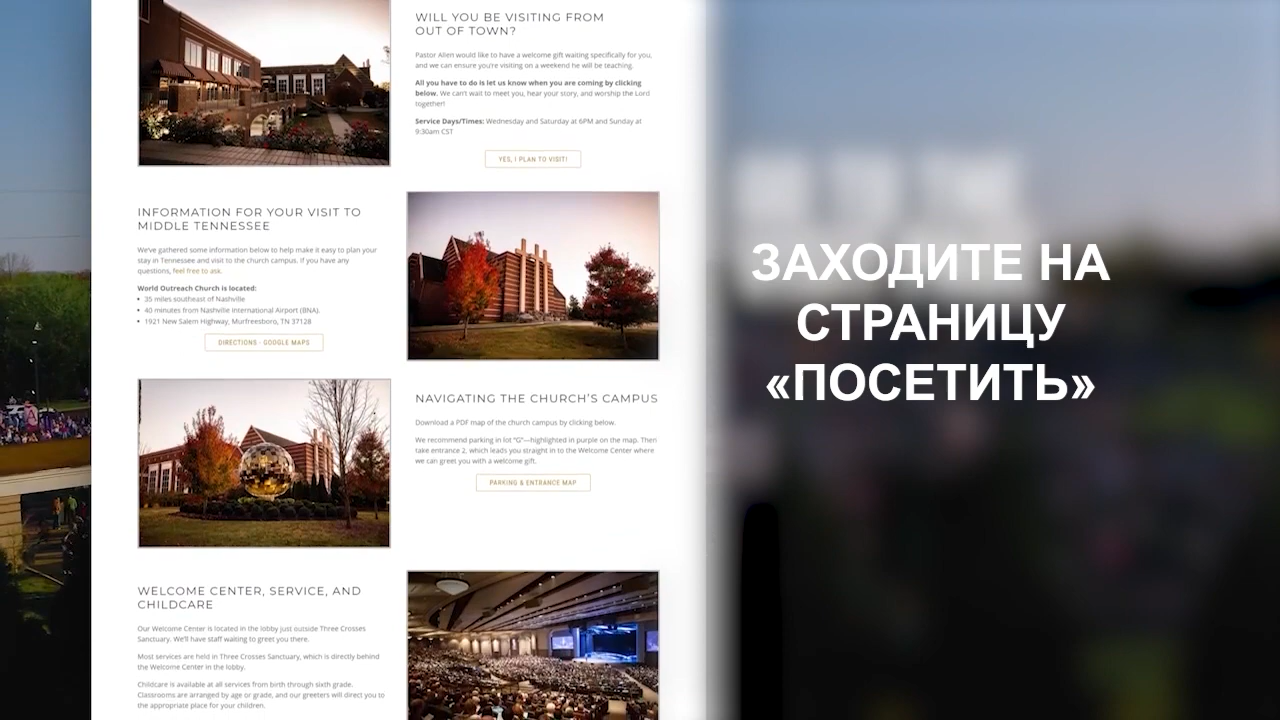 WILL YOU BE VISITING FROM
OUT OF TOWN?
Pastor Allen would like to have a welcome gift waiting specifically for you,
and we can ensure you're visiting on a weekend he will be teaching.
All you have to do is let us know when you are coming by clicking
below. We can't wait to meet you, hear your story, and worship the Lord
together!
Service Days/Times: Wednesday and Saturday at 6PM and Sunday at
9:30am CST
YES, I PLAN TO VISIT!
INFORMATION FOR YOUR VISIT TO
MIDDLE TENNESSEE
We've gathered some information below to help make it easy to plan your
stay in Tennessee and visit to the church campus. If you have any
questions, feel free to ask.
World Outreach Church is located:
• 35 miles southeast of Nashville
• 40 minutes from Nashville International Airport (BNA).
• 1921 New Salem Highway, Murfreesboro, TN 37128
DIRECTIONS - GOOGLE MAPS
NAVIGATING THE CHURCH'S CAMPUS
Download a PDF map of the church campus by clicking below.
We recommend parking in lot "G"—highlighted in purple on the map. Then
take entrance 2, which leads you straight in to the Welcome Center where
we can greet you with a welcome gift.
PARKING & ENTRANCE MAP
WELCOME CENTER, SERVICE, AND
CHILDCARE
Our Welcome Center is located in the lobby just outside Three Crosses
Sanctuary. We'll have staff waiting to greet you there.
Most services are held in Three Crosses Sanctuary, which is directly behind
the Welcome Center in the lobby.
Childcare is available at all services from birth through sixth grade.
Classrooms are arranged by age or grade, and our greeters will direct you to
the appropriate place for your children.
ЗАХОДИТЕ НА
СТРАНИЦУ
«ПОСЕТИТЬ»